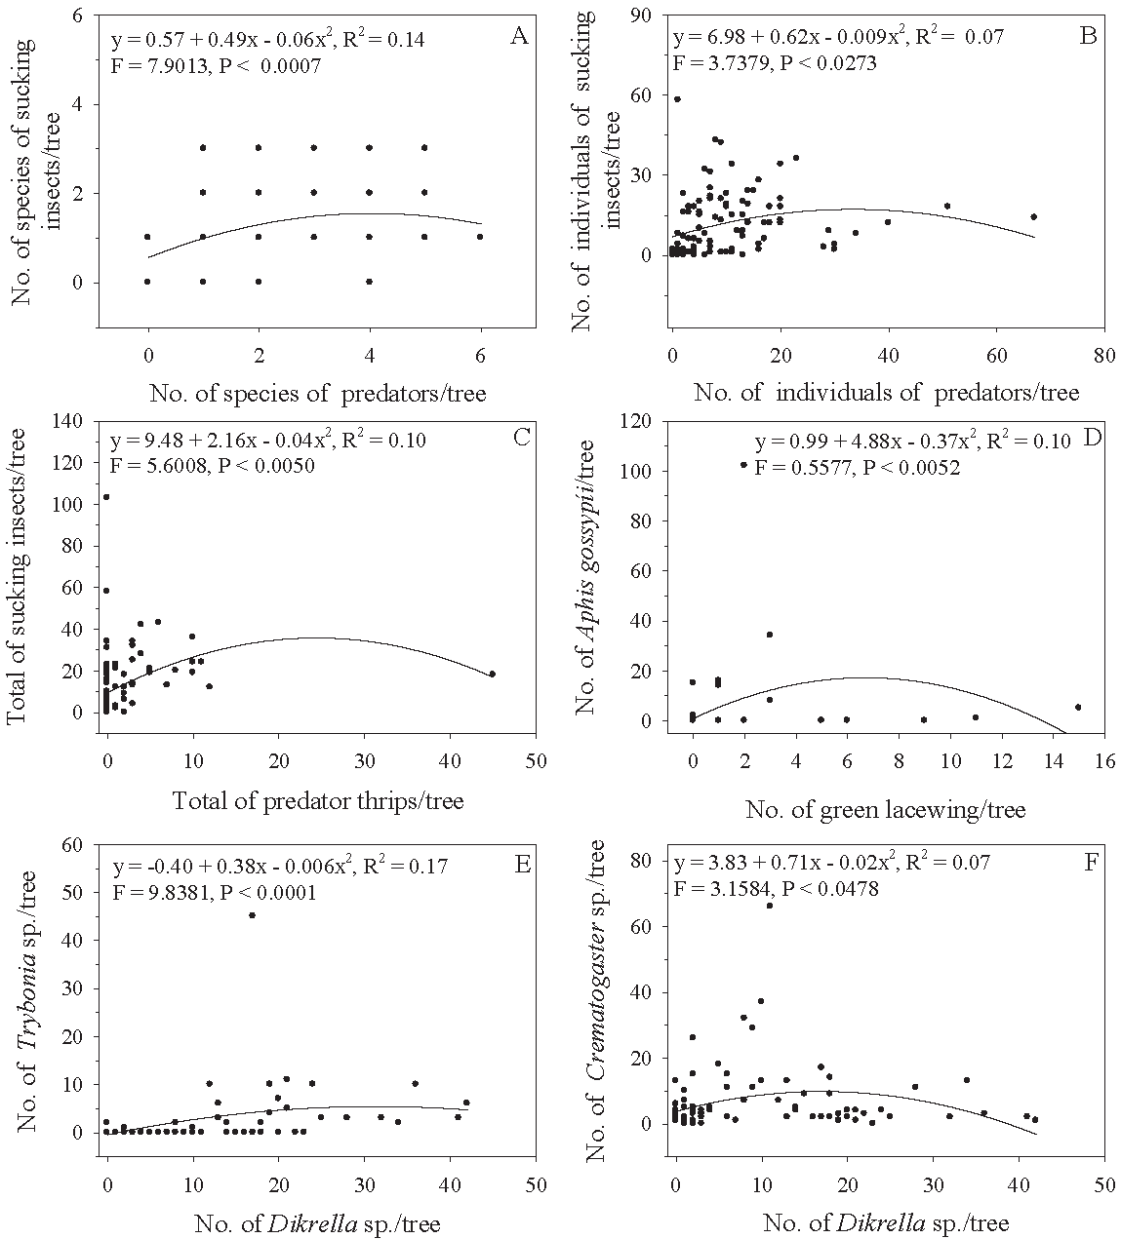 y = 0.57 + 0.49x - 0.06x², R² = 0.14
F = 7.9013, P < 0.0007
A
No. of species of sucking
insects/tree
6
4
2
0
0 2 4 6
No. of species of predators/tree
y = 6.98 + 0.62x - 0.009x², R² = 0.07
F = 3.7379, P < 0.0273
B
No. of individuals of sucking
insects/tree
90
60
30
0
0 20 40 60 80
No. of individuals of predators/tree
y = 9.48 + 2.16x - 0.04x², R² = 0.10
F = 5.6008, P < 0.0050
C
Total of sucking insects/tree
140
120
100
80
60
40
20
0
0 10 20 30 40 50
Total of predator thrips/tree
y = 0.99 + 4.88x - 0.37x², R² = 0.10
F = 0.5577, P < 0.0052
D
No. of Aphis gossypii/tree
120
100
80
60
40
20
0
0 2 4 6 8 10 12 14 16
No. of green lacewing/tree
y = -0.40 + 0.38x - 0.006x², R² = 0.17
F = 9.8381, P < 0.0001
E
No. of Trybonia sp./tree
60
50
40
30
20
10
0
0 10 20 30 40 50
No. of Dikrella sp./tree
y = 3.83 + 0.71x - 0.02x², R² = 0.07
F = 3.1584, P < 0.0478
F
No. of Crematogaster sp./tree
80
60
40
20
0
0 10 20 30 40 50
No. of Dikrella sp./tree